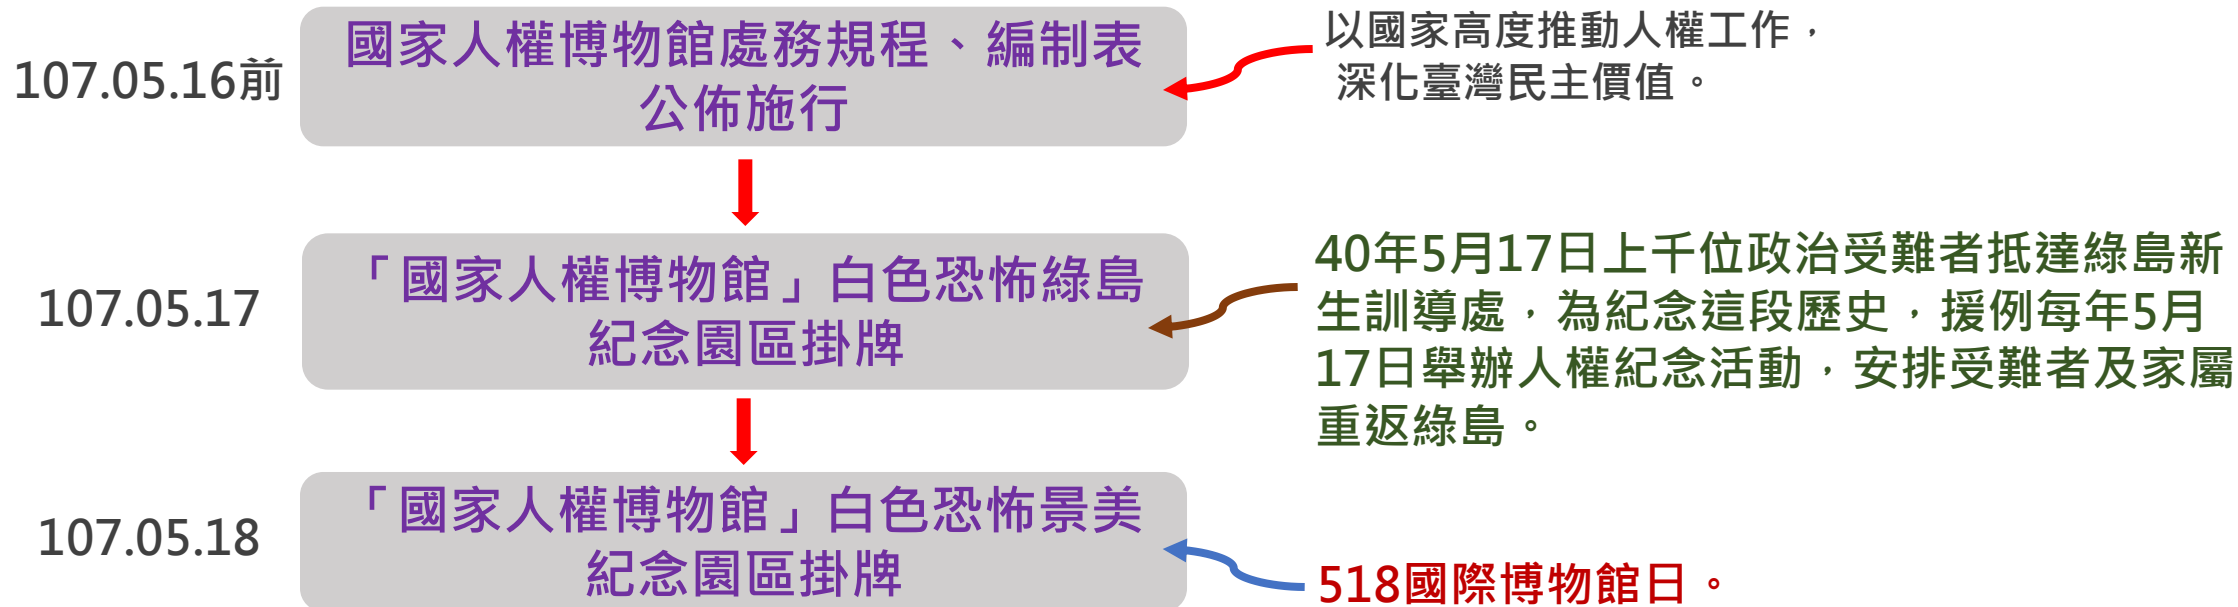 107.05.16前
國家人權博物館處務規程、編制表
公佈施行
以國家高度推動人權工作，
深化臺灣民主價值。
107.05.17
「國家人權博物館」白色恐怖綠島
紀念園區掛牌
40年5月17日上千位政治受難者抵達綠島新
生訓導處，為紀念這段歷史，援例每年5月
17日舉辦人權紀念活動，安排受難者及家屬
重返綠島。
107.05.18
「國家人權博物館」白色恐怖景美
紀念園區掛牌
518國際博物館日。